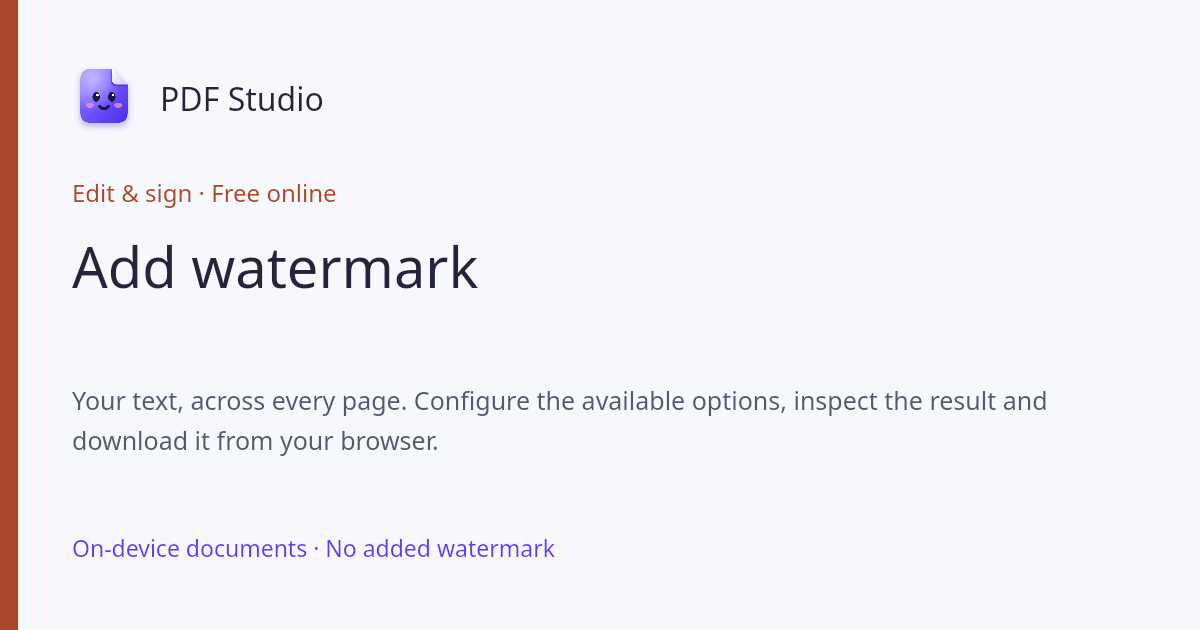 PDF Studio
Edit & sign · Free online
Add watermark
Your text, across every page. Configure the available options, inspect the result and
download it from your browser.
On-device documents · No added watermark